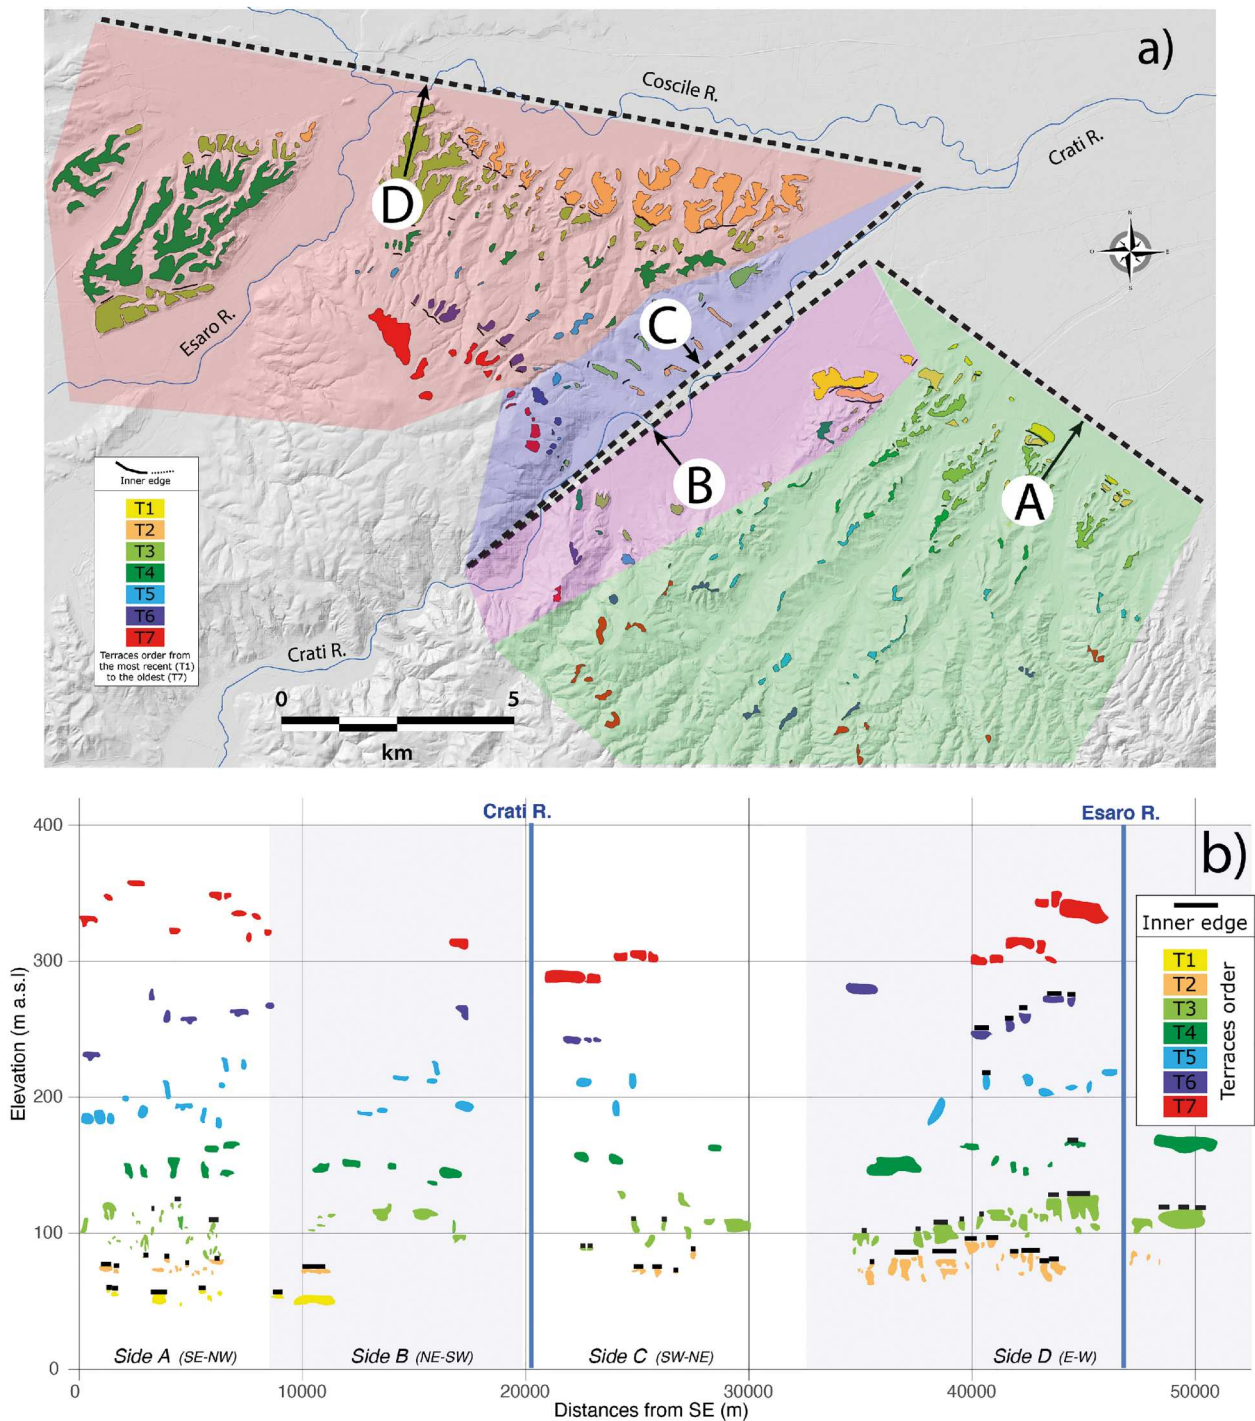 a)
Coscile R.
Crati R.
D
C
Esaro R.
B
A
N
O
E
S
Inner edge
T1
T2
T3
T4
T5
T6
T7
Terraces order from
the most recent (T1)
to the oldest (T7)
Crati R.
0 5
km
Crati R.
Esaro R.
b)
400
300
200
100
0
Elevation (m a.s.l)
Inner edge
T1
T2
T3
T4
T5
T6
T7
Terraces order
Side A (SE-NW)
Side B (NE-SW)
Side C (SW-NE)
Side D (E-W)
0 10000 20000 30000 40000 50000
Distances from SE (m)